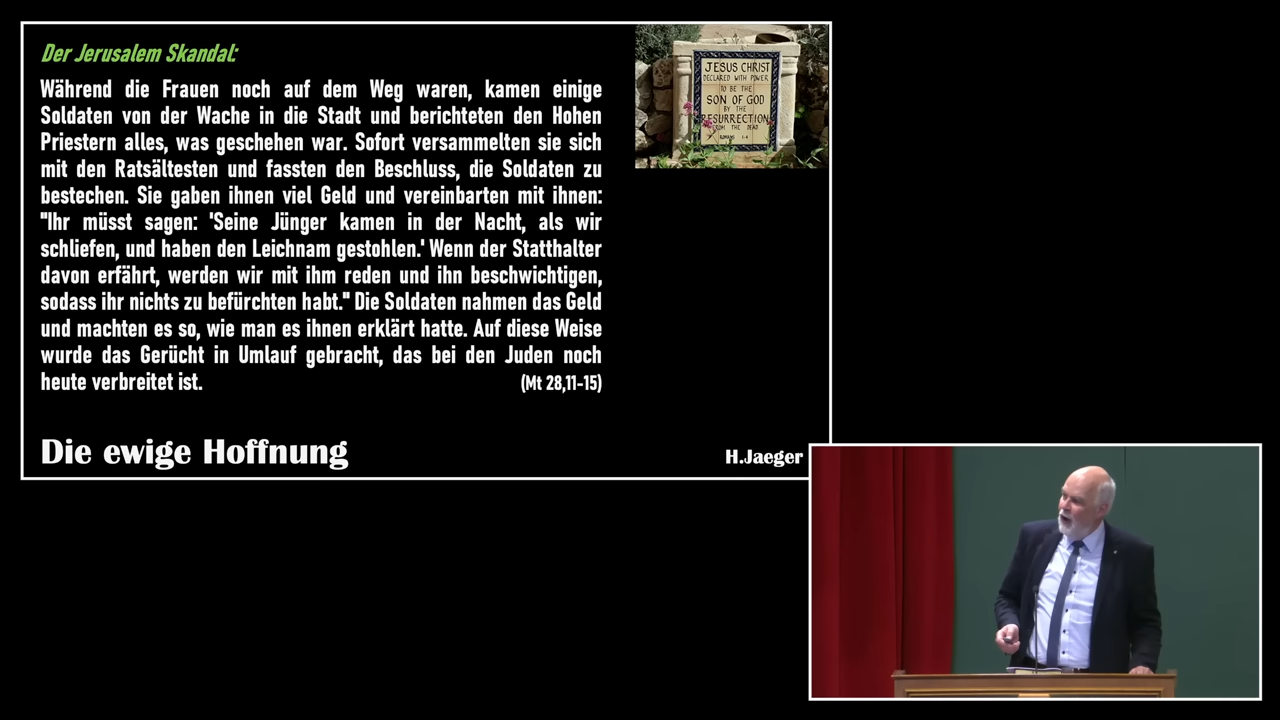 Der Jerusalem Skandal:
Während die Frauen noch auf dem Weg waren, kamen einige
Soldaten von der Wache in die Stadt und berichteten den Hohen
Priestern alles, was geschehen war. Sofort versammelten sie sich
mit den Ratsältesten und fassten den Beschluss, die Soldaten zu
bestechen. Sie gaben ihnen viel Geld und vereinbarten mit ihnen:
"Ihr müsst sagen: 'Seine Jünger kamen in der Nacht, als wir
schliefen, und haben den Leichnam gestohlen.' Wenn der Statthalter
davon erfährt, werden wir mit ihm reden und ihn beschwichtigen,
sodass ihr nichts zu befürchten habt." Die Soldaten nahmen das Geld
und machten es so, wie man es ihnen erklärt hatte. Auf diese Weise
wurde das Gerücht in Umlauf gebracht, das bei den Juden noch
heute verbreitet ist. (Mt 28,11-15)
JESUS CHRIST
DECLARED WITH POWER
TO BE THE
SON OF GOD
BY THE
RESURRECTION
FROM THE DEAD
ROMANS 1:4
Die ewige Hoffnung
H.Jaeger